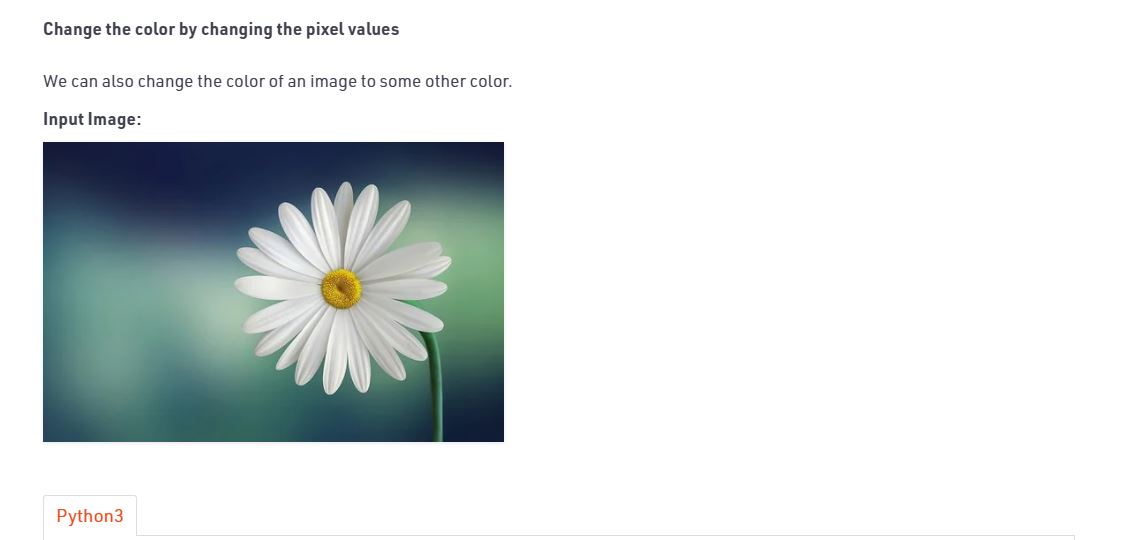 Change the color by changing the pixel values
We can also change the color of an image to some other color.
Input Image:
Python3